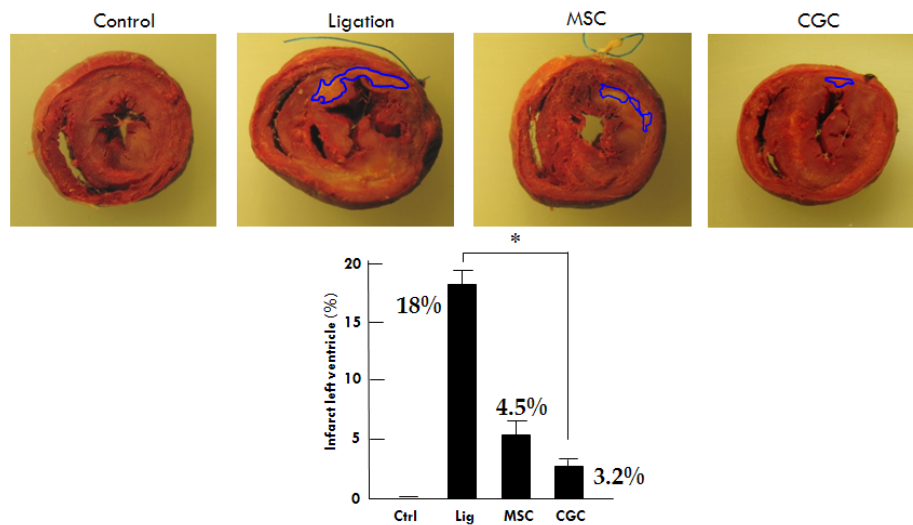 Control
Ligation
MSC
CGC
*
Infarct left ventricle (%)
20
15
10
5
0
18%
4.5%
3.2%
Ctrl
Lig
MSC
CGC